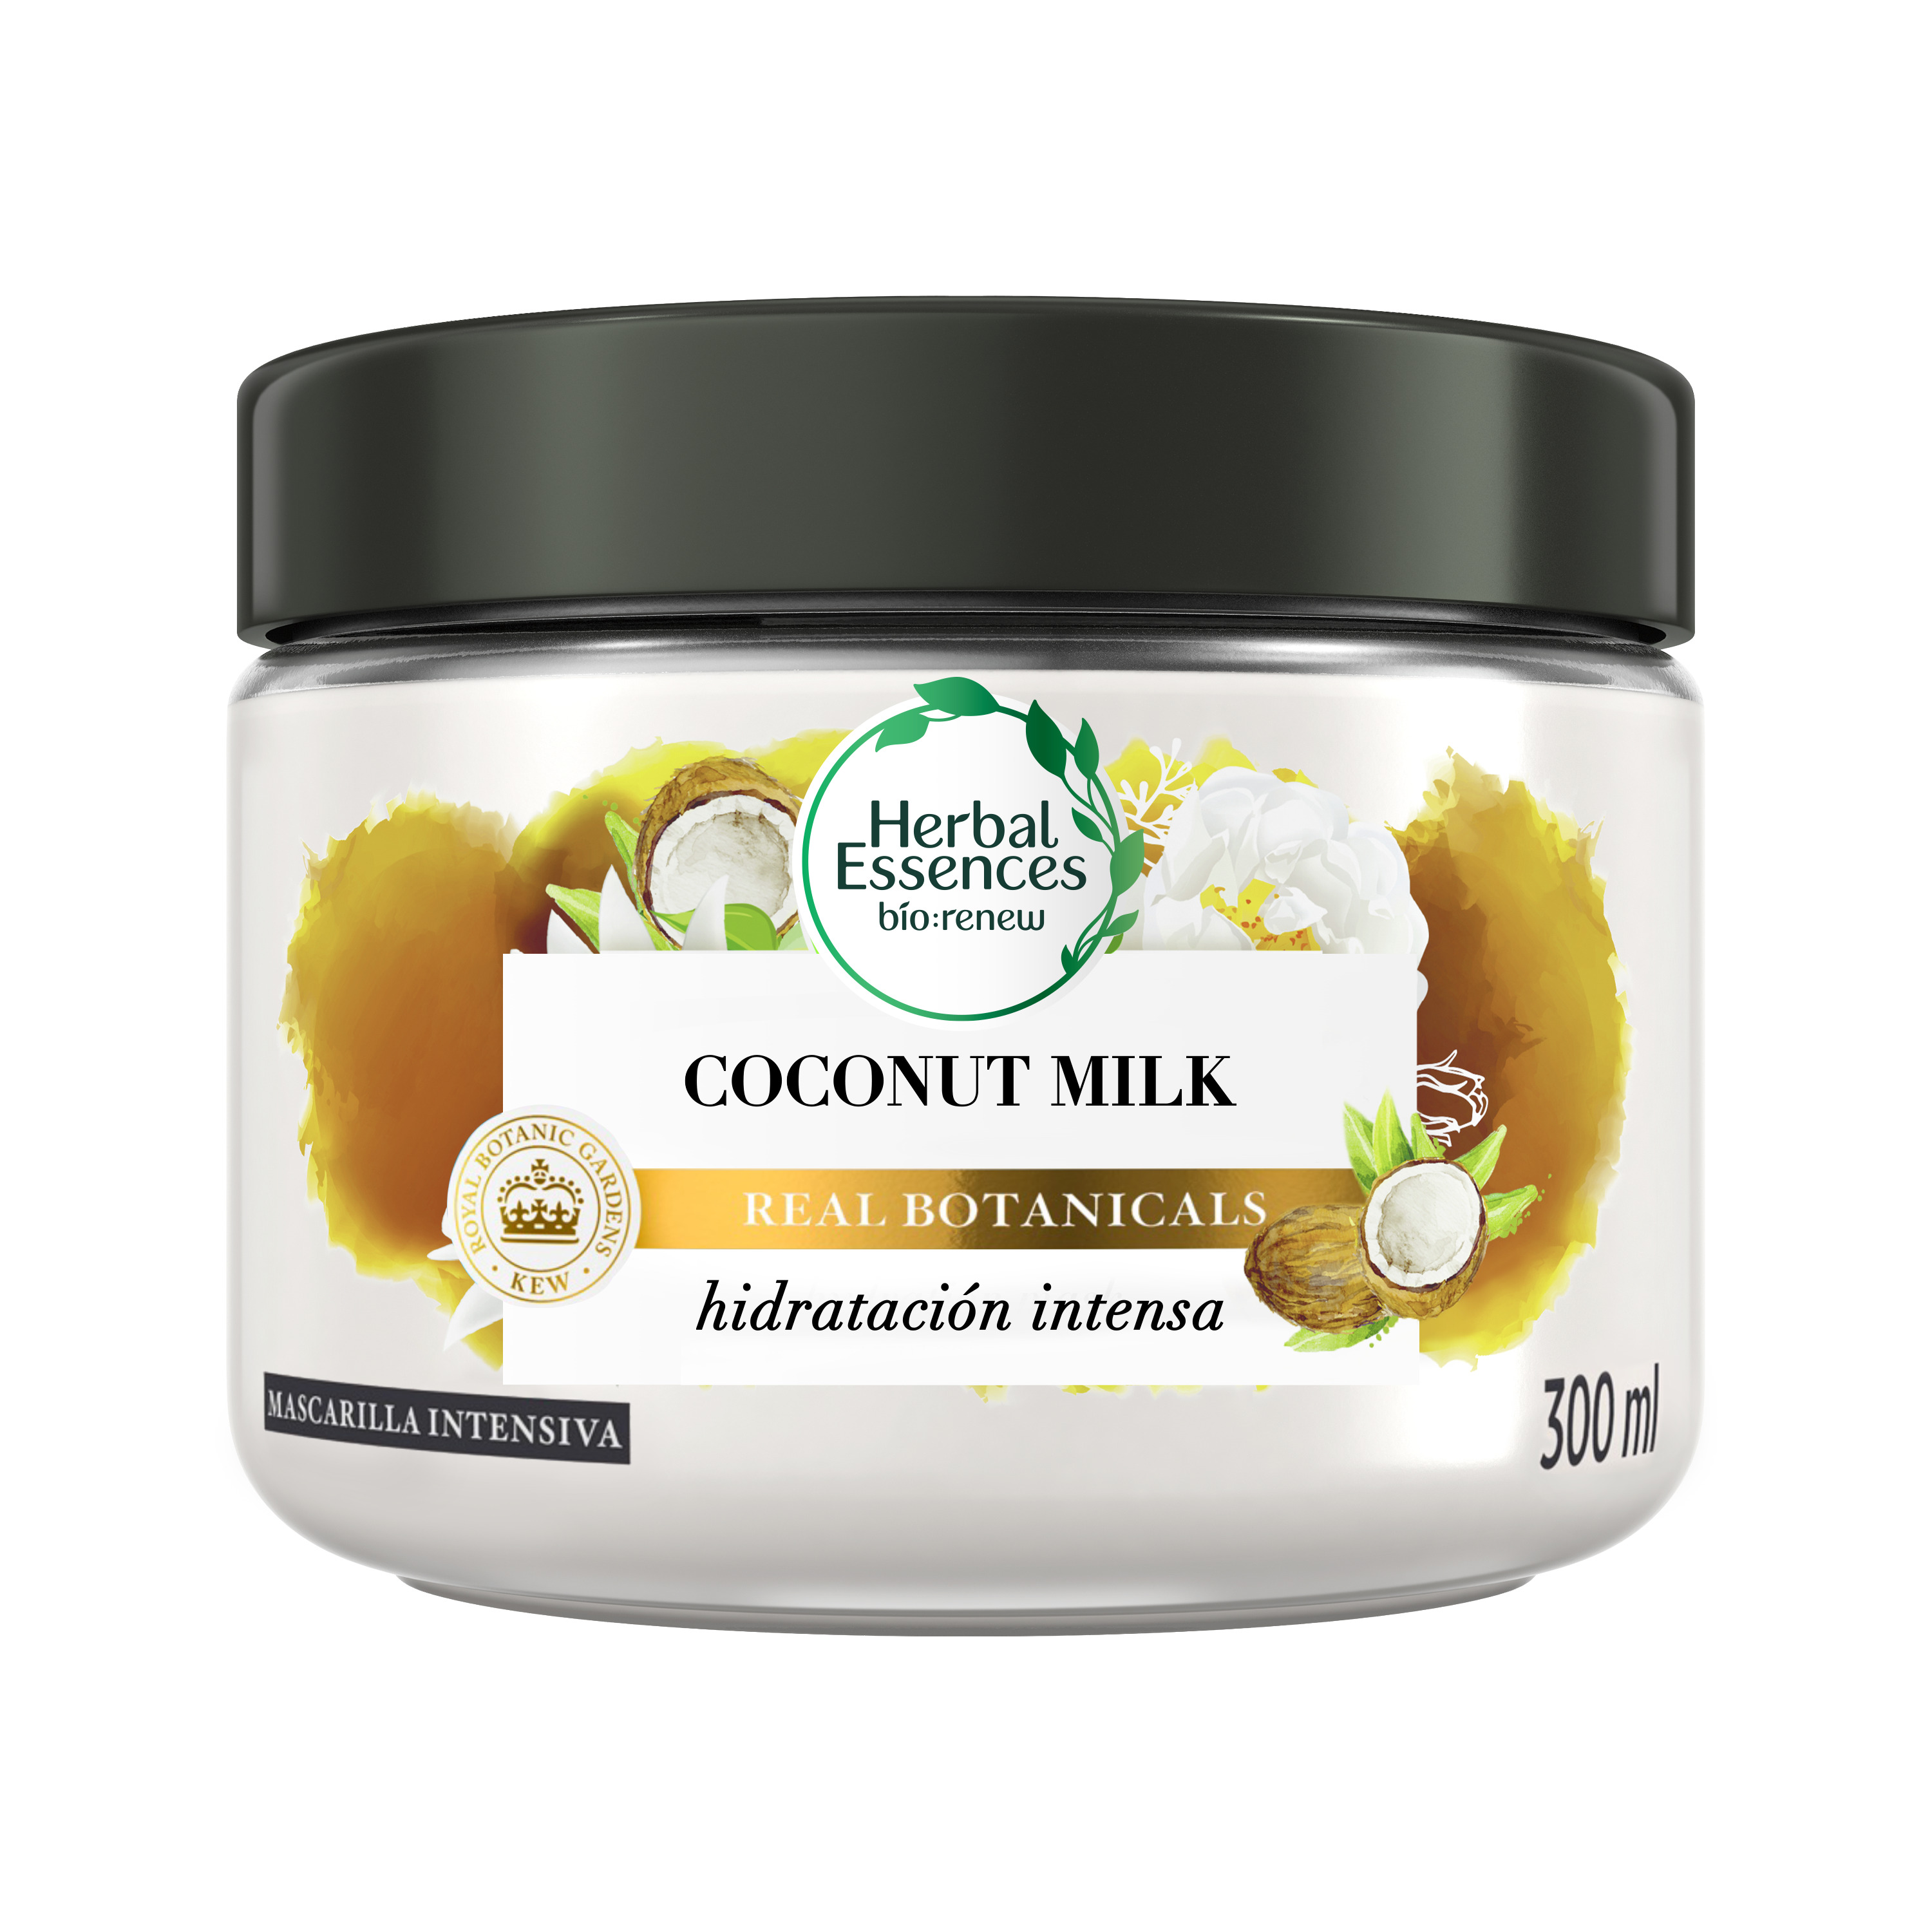 Herbal
Essences
bío:renew
COCONUT MILK
ROYAL BOTANIC GARDENS
• KEW •
REAL BOTANICALS
hidratación intensa
MASCARILLA INTENSIVA
300 ml